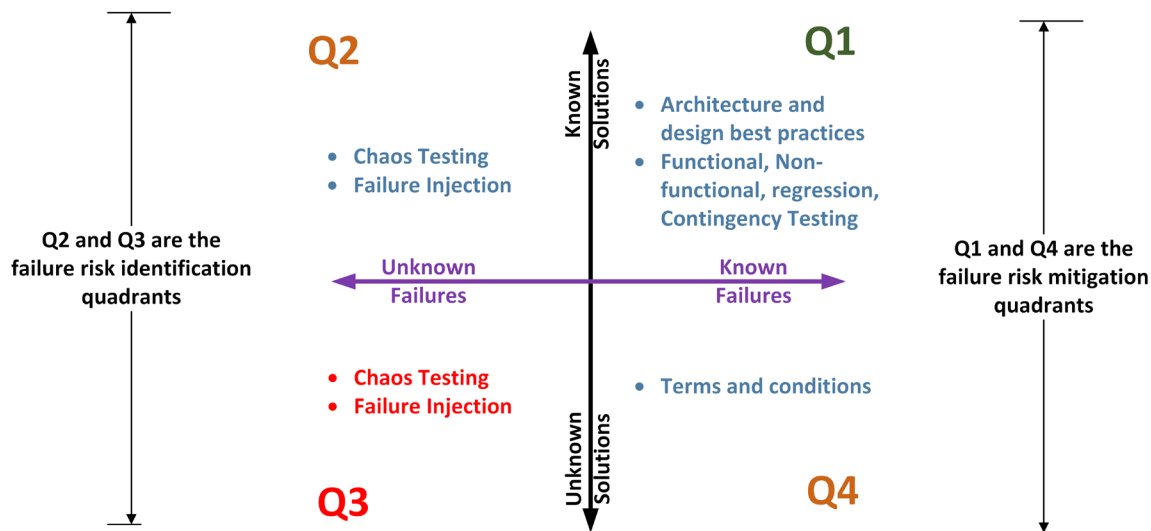 Q2
Q1
Known
Solutions
• Architecture and
design best practices
• Functional, Non-
functional, regression,
Contingency Testing
• Chaos Testing
• Failure Injection
Q2 and Q3 are the
failure risk identification
quadrants
Unknown
Failures
Known
Failures
Q1 and Q4 are the
failure risk mitigation
quadrants
• Chaos Testing
• Failure Injection
• Terms and conditions
Unknown
Solutions
Q3
Q4